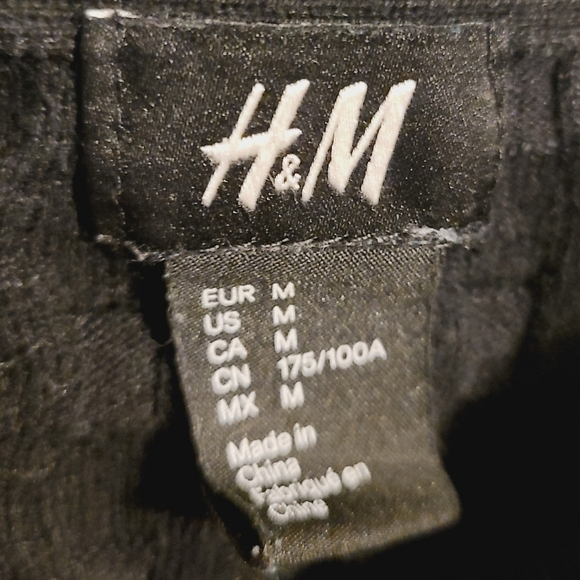 H&M
EUR M
US M
CA M
CN 175/100A
MX M
Made in
China
Fabriqué en
Chine